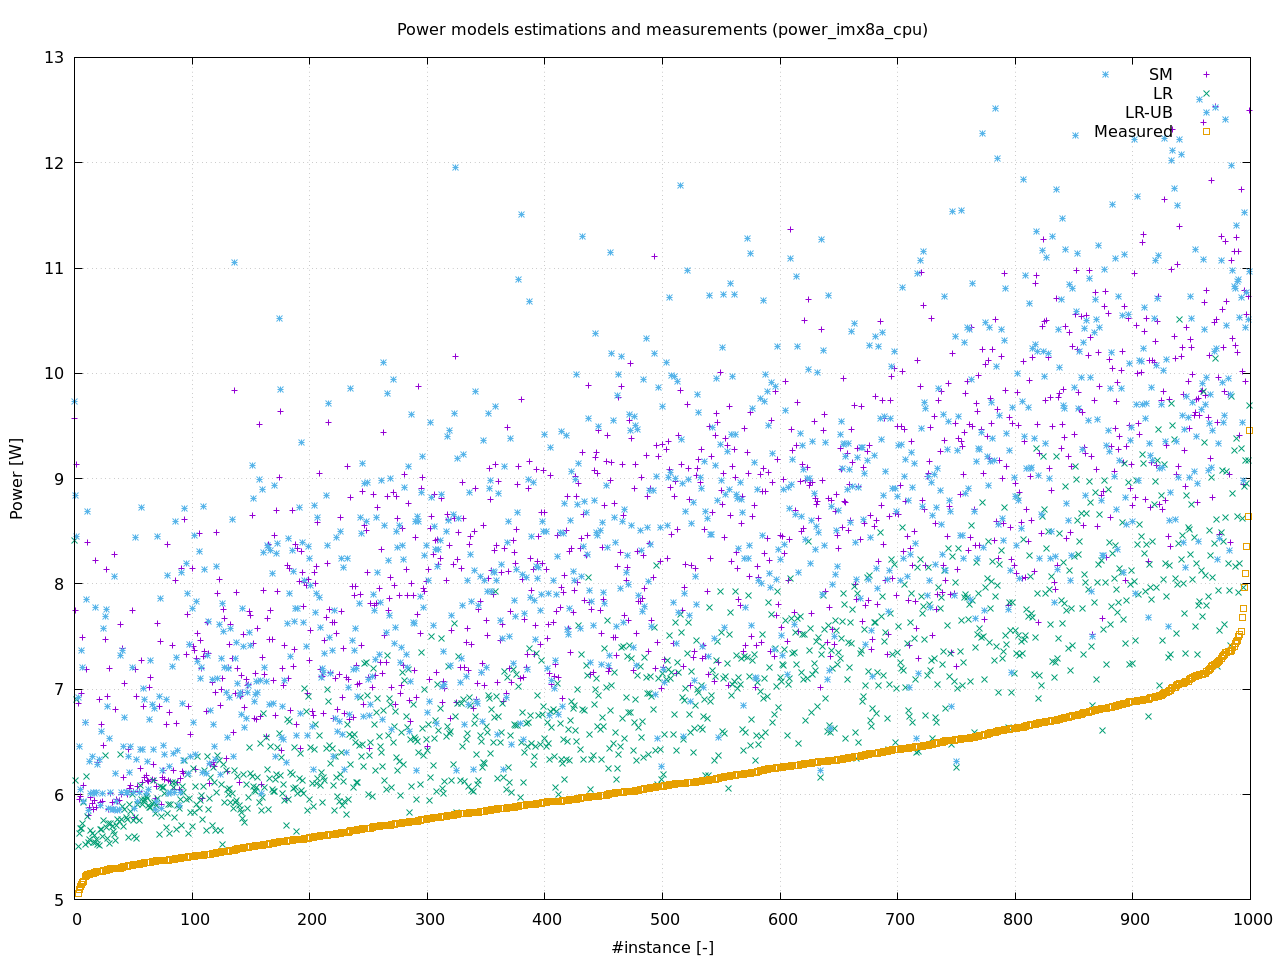 Power models estimations and measurements (power_imx8a_cpu)
13
12
11
10
9
8
7
6
5
Power [W]
SM
LR
LR-UB
Measured
0 100 200 300 400 500 600 700 800 900 1000
#instance [-]